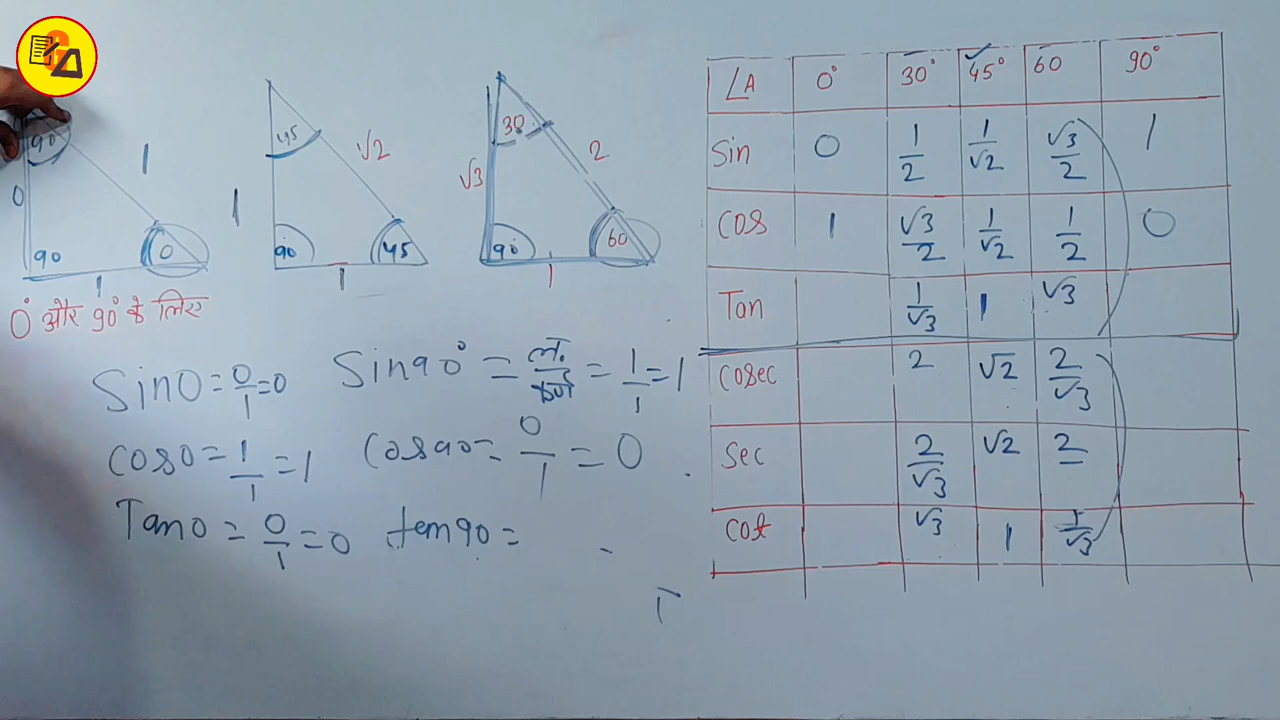 90
1
0
90
0
1
0° और 90° के लिए
45
√2
1
90
45
1
30
√3
2
90
60
1
Sin0 = 0/1 = 0
Sin90° = लं./कर्ण = 1/1 = 1
Cos0 = 1/1 = 1
Cos90 = 0/1 = 0
Tan0 = 0/1 = 0
tan90 =
∠A 0° 30° 45° 60 90°
Sin 0 1/2 1/√2 √3/2 1
Cos 1 √3/2 1/√2 1/2 0
Tan 1/√3 1 √3
Cosec 2 √2 2/√3
Sec 2/√3 √2 2
Cot √3 1 1/√3